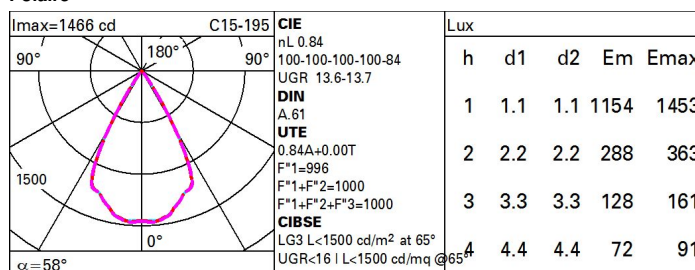 Imax=1466 cd C15-195
90° 180° 90°
1500
0°
α=58°
CIE
nL 0.84
100-100-100-100-84
UGR 13.6-13.7
DIN
A.61
UTE
0.84A+0.00T
F"1=996
F"1+F"2=1000
F"1+F"2+F"3=1000
CIBSE
LG3 L<1500 cd/m² at 65°
UGR<16 | L<1500 cd/mq @65°
Lux
h d1 d2 Em Emax
1 1.1 1.1 1154 1453
2 2.2 2.2 288 363
3 3.3 3.3 128 161
4 4.4 4.4 72 91